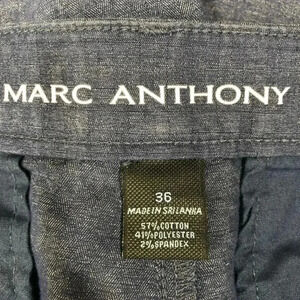 MARC ANTHONY
36
MADE IN SRI LANKA
57% COTTON
41% POLYESTER
2% SPANDEX